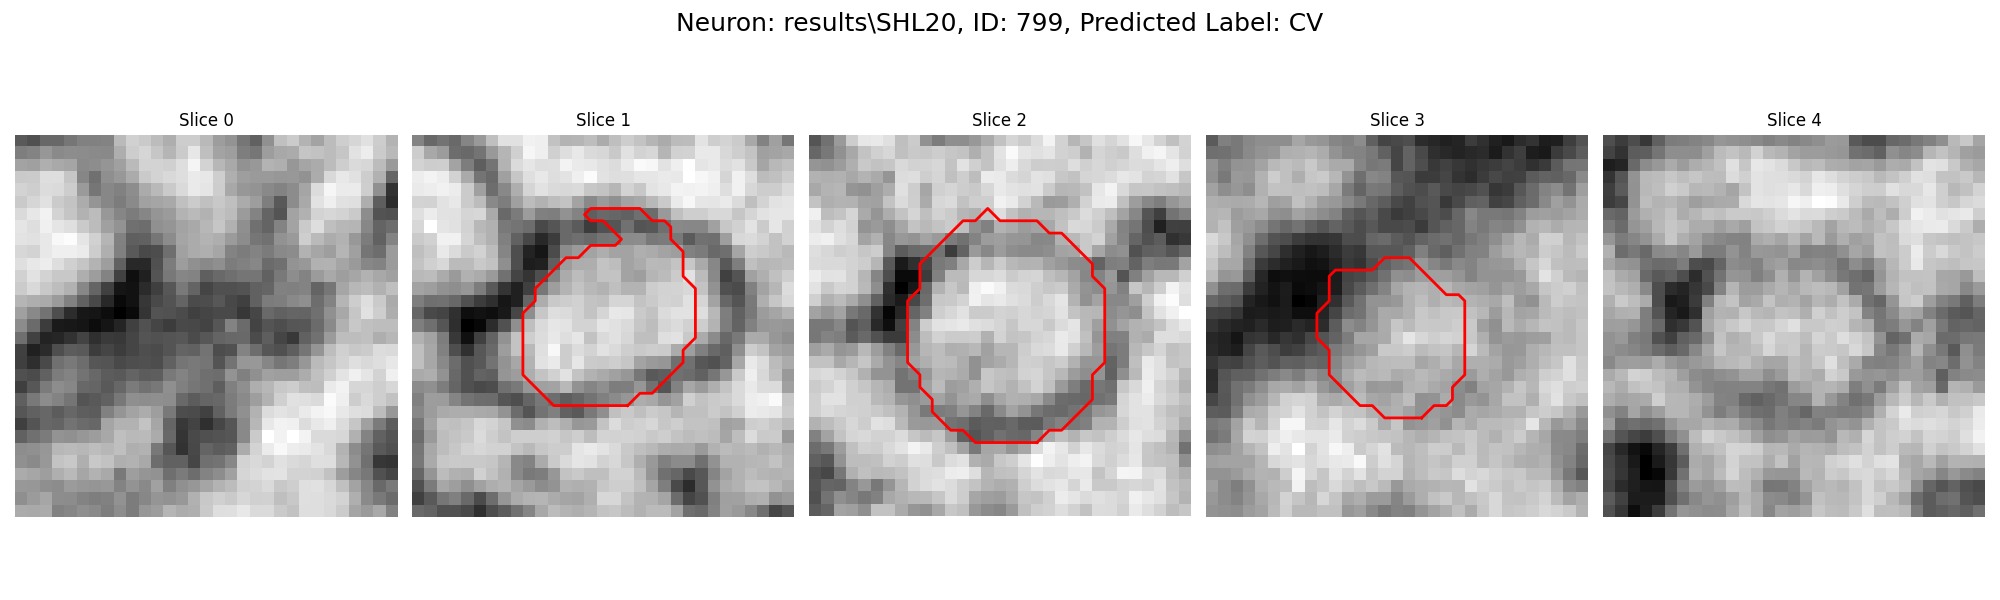 Neuron: results\SHL20, ID: 799, Predicted Label: CV
Slice 0
Slice 1
Slice 2
Slice 3
Slice 4